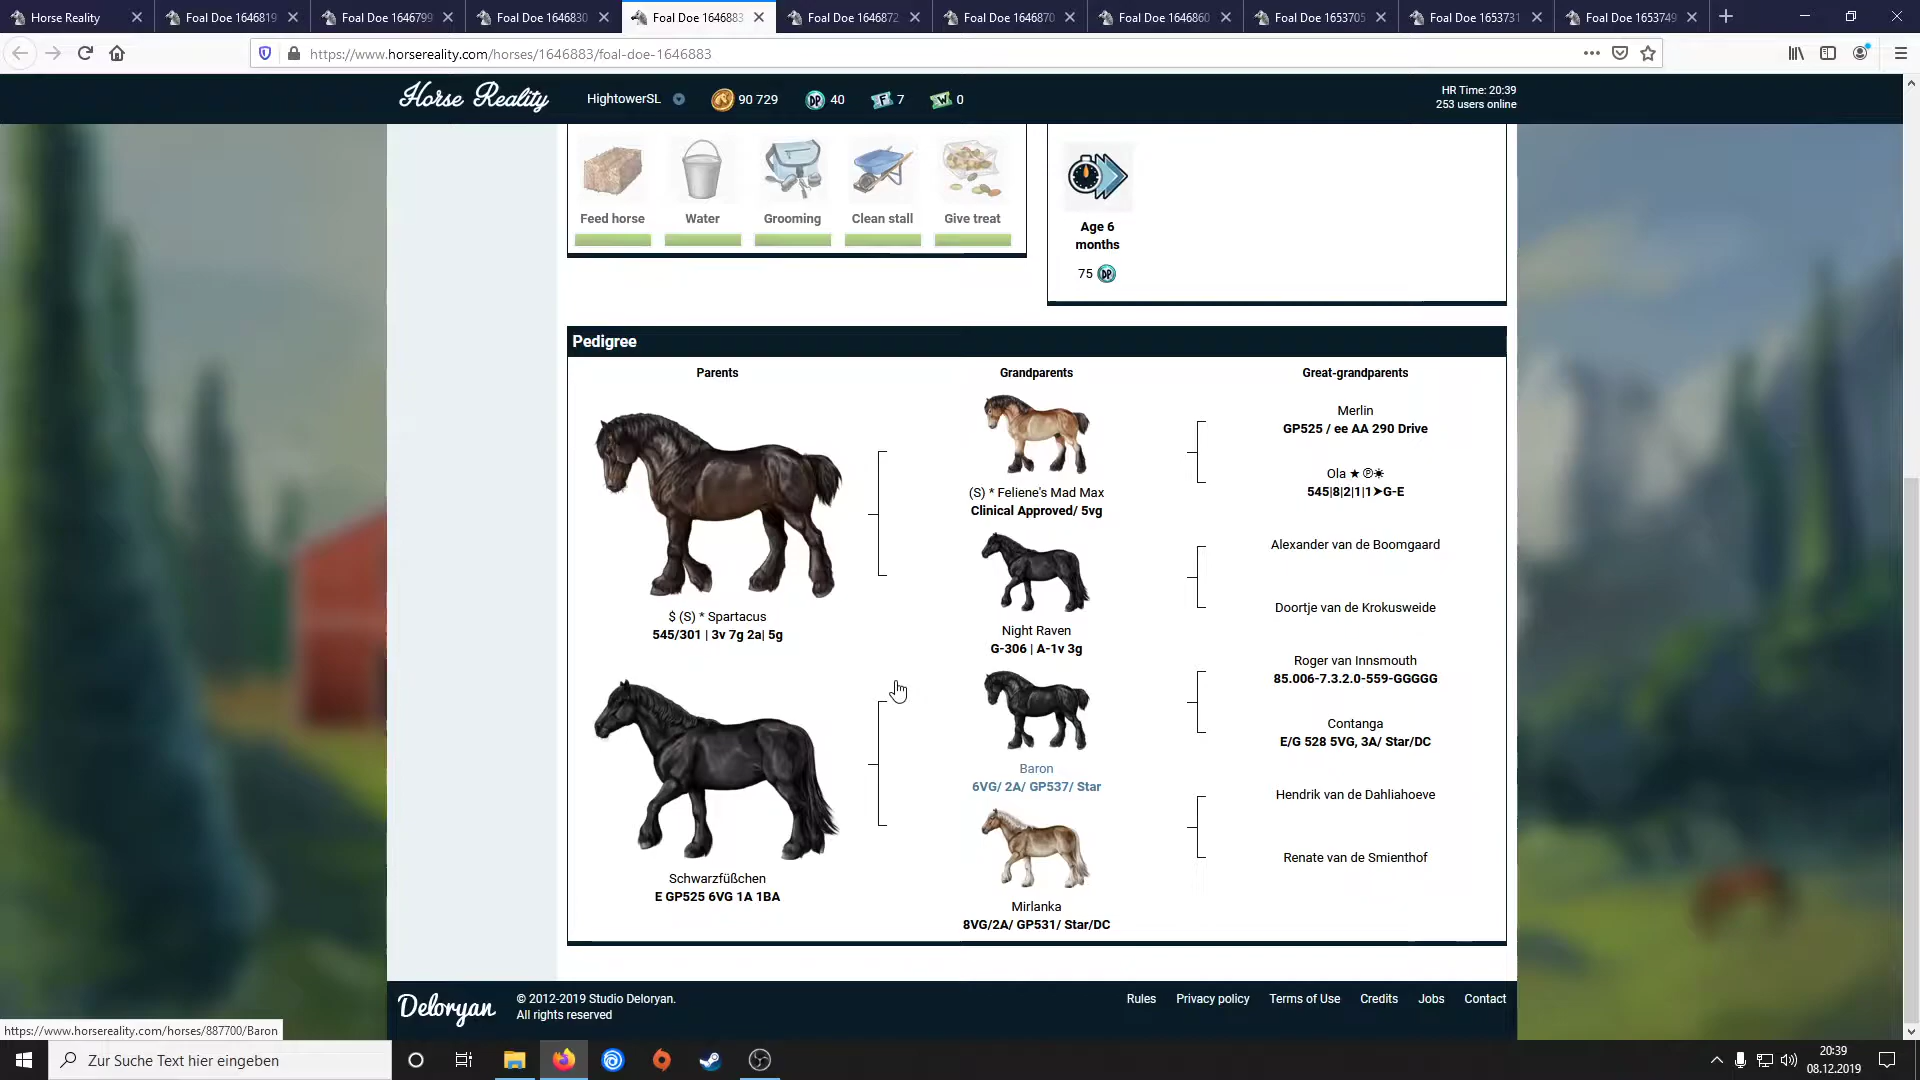 Horse Reality
Foal Doe 1646819
Foal Doe 1646799
Foal Doe 1646830
Foal Doe 1646883
Foal Doe 1646872
Foal Doe 1646870
Foal Doe 1646860
Foal Doe 1653705
Foal Doe 1653731
Foal Doe 1653749
https://www.horsereality.com/horses/1646883/foal-doe-1646883
Horse Reality
HightowerSL
90 729
DP 40
F 7
W 0
HR Time: 20:39
253 users online
Feed horse
Water
Grooming
Clean stall
Give treat
Age 6
months
75 DP
Pedigree
Parents
Grandparents
Great-grandparents
$ (S) * Spartacus
545/301 | 3v 7g 2a| 5g
Schwarzfüßchen
E GP525 6VG 1A 1BA
(S) * Feliene's Mad Max
Clinical Approved/ 5vg
Night Raven
G-306 | A-1v 3g
Baron
6VG/ 2A/ GP537/ Star
Mirlanka
8VG/2A/ GP531/ Star/DC
Merlin
GP525 / ee AA 290 Drive
Ola ★ ℗☀
545|8|2|1|1➤G-E
Alexander van de Boomgaard
Doortje van de Krokusweide
Roger van Innsmouth
85.006-7.3.2.0-559-GGGGG
Contanga
E/G 528 5VG, 3A/ Star/DC
Hendrik van de Dahliahoeve
Renate van de Smienthof
Deloryan
© 2012-2019 Studio Deloryan.
All rights reserved
Rules
Privacy policy
Terms of Use
Credits
Jobs
Contact
https://www.horsereality.com/horses/887700/Baron
Zur Suche Text hier eingeben
20:39
08.12.2019